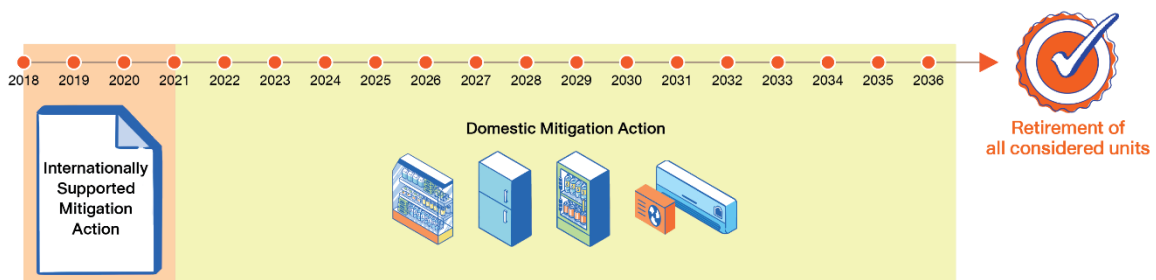 2018 2019 2020 2021 2022 2023 2024 2025 2026 2027 2028 2029 2030 2031 2032 2033 2034 2035 2036
Internationally
Supported
Mitigation
Action
Domestic Mitigation Action
Retirement of
all considered units